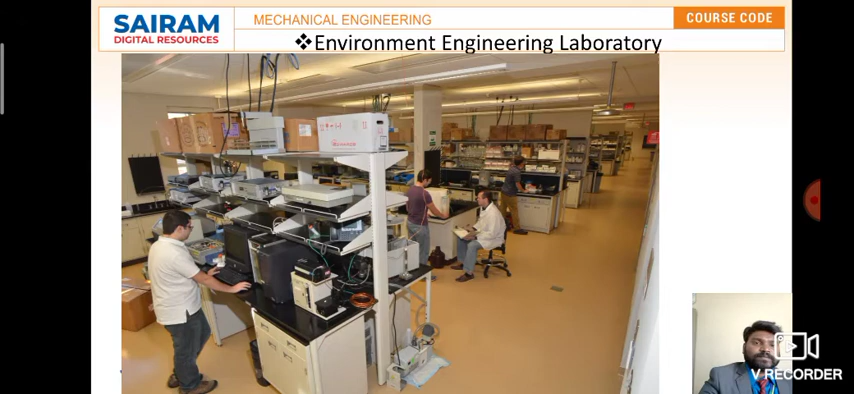 SAIRAM
DIGITAL RESOURCES
MECHANICAL ENGINEERING
COURSE CODE
❖Environment Engineering Laboratory
V RECORDER